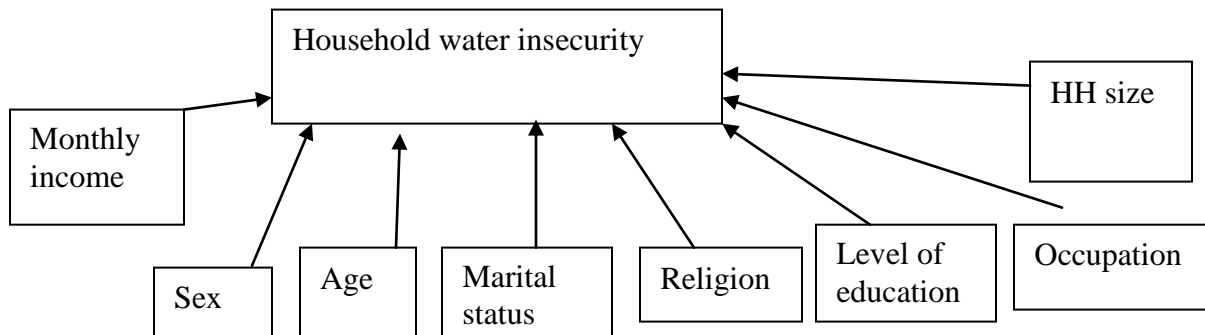 Household water insecurity
HH size
Monthly
income
Sex
Age
Marital
status
Religion
Level of
education
Occupation